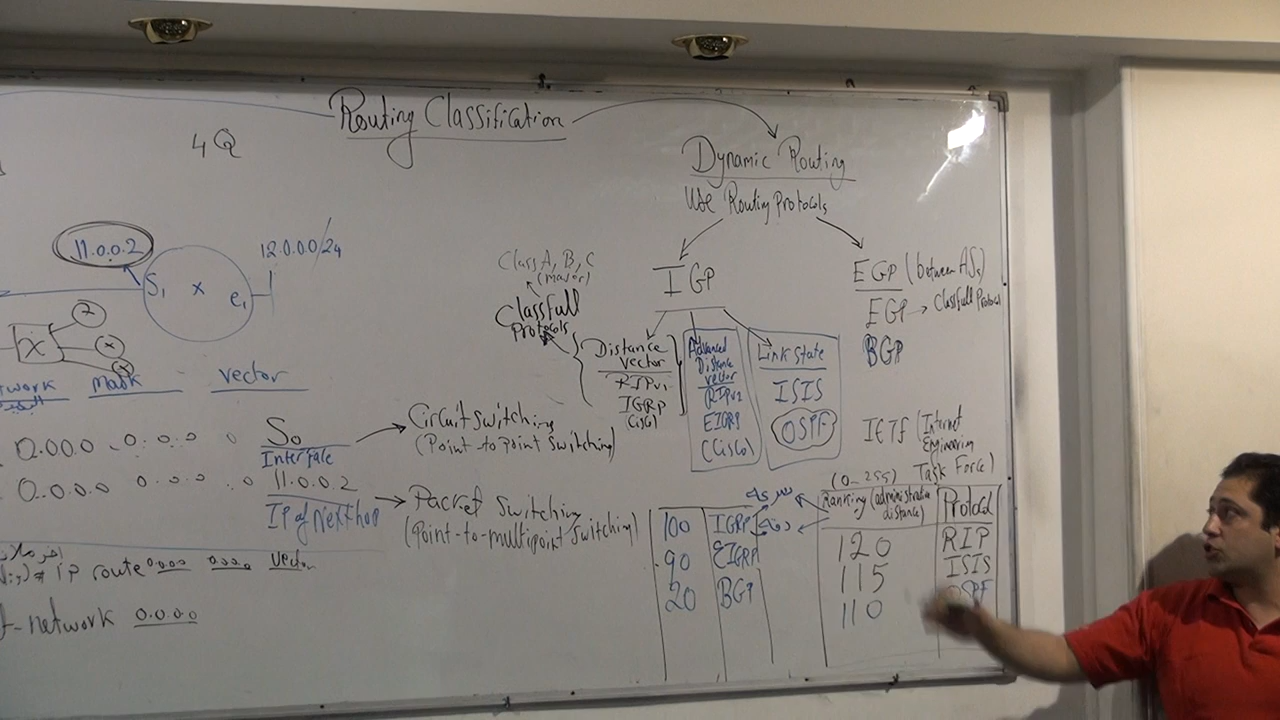 Routing Classification
4Q
Dynamic Routing
Use Routing Protocols
11.0.0.2
12.0.0.0/24
S1 x e1
x
Mask vector
0.0.0.0 0.0.0.0 S0
Interface
0.0.0.0 0.0.0.0 11.0.0.2
IP of Next hop
ip route 0.0.0.0 0.0.0.0 vector
-network 0.0.0.0
Circuit Switching
(Point-to-Point Switching)
Packet Switching
(Point-to-multipoint Switching)
Class A, B, C
(major)
Classfull
Protocols
IGP
Distance
vector
RIPv1
IGRP
Cisco
Advanced
Distance
vector
RIPv2
EIGRP
(Cisco)
Link state
ISIS
OSPF
EGP (between ASs)
EGP → Classfull Protocol
BGP
IETF (Internet
Engineering
Task Force)
(0-255)
Ranking (administrative
distance) Protocol
120 RIP
115 ISIS
110 OSPF
سرعة
دقة
100 IGRP
90 EIGRP
20 BGP